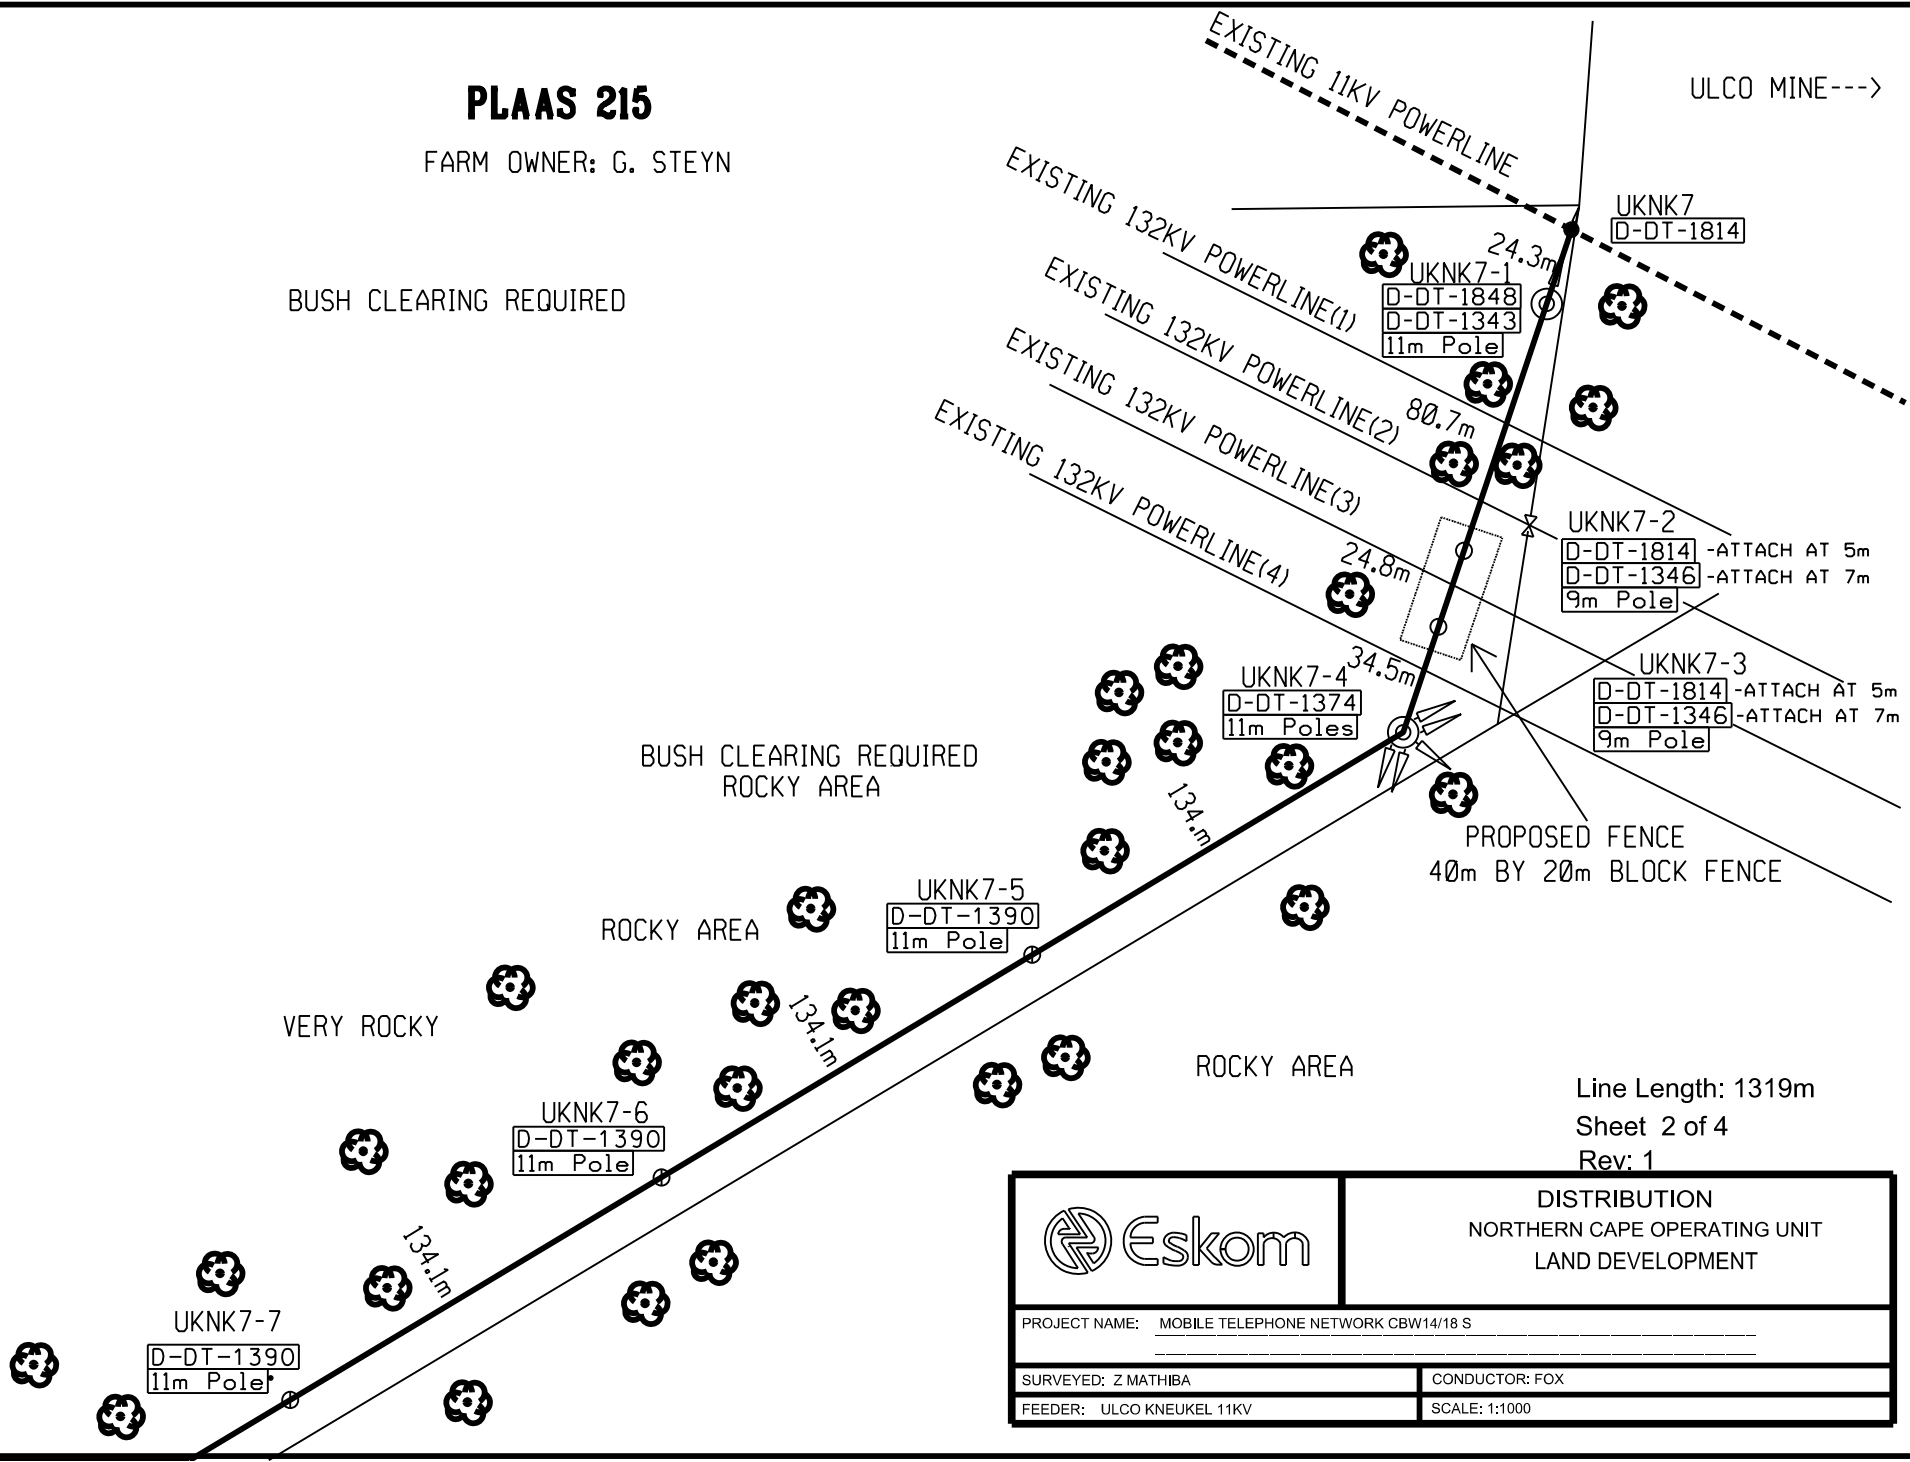 PLAAS 215
FARM OWNER: G. STEYN
BUSH CLEARING REQUIRED
EXISTING 11KV POWERLINE
ULCO MINE--->
EXISTING 132KV POWERLINE(1)
EXISTING 132KV POWERLINE(2)
EXISTING 132KV POWERLINE(3)
EXISTING 132KV POWERLINE(4)
UKNK7
D-DT-1814
24.3m
UKNK7-1
D-DT-1848
D-DT-1343
11m Pole
80.7m
UKNK7-2
D-DT-1814 -ATTACH AT 5m
D-DT-1346 -ATTACH AT 7m
9m Pole
24.8m
UKNK7-3
D-DT-1814 -ATTACH AT 5m
D-DT-1346 -ATTACH AT 7m
9m Pole
34.5m
UKNK7-4
D-DT-1374
11m Poles
BUSH CLEARING REQUIRED
ROCKY AREA
134.m
PROPOSED FENCE
40m BY 20m BLOCK FENCE
UKNK7-5
D-DT-1390
11m Pole
ROCKY AREA
134.1m
VERY ROCKY
ROCKY AREA
UKNK7-6
D-DT-1390
11m Pole
134.1m
UKNK7-7
D-DT-1390
11m Pole
Line Length: 1319m
Sheet 2 of 4
Rev: 1
Eskom
DISTRIBUTION
NORTHERN CAPE OPERATING UNIT
LAND DEVELOPMENT
PROJECT NAME: MOBILE TELEPHONE NETWORK CBW14/18 S
SURVEYED: Z MATHIBA
CONDUCTOR: FOX
FEEDER: ULCO KNEUKEL 11KV
SCALE: 1:1000